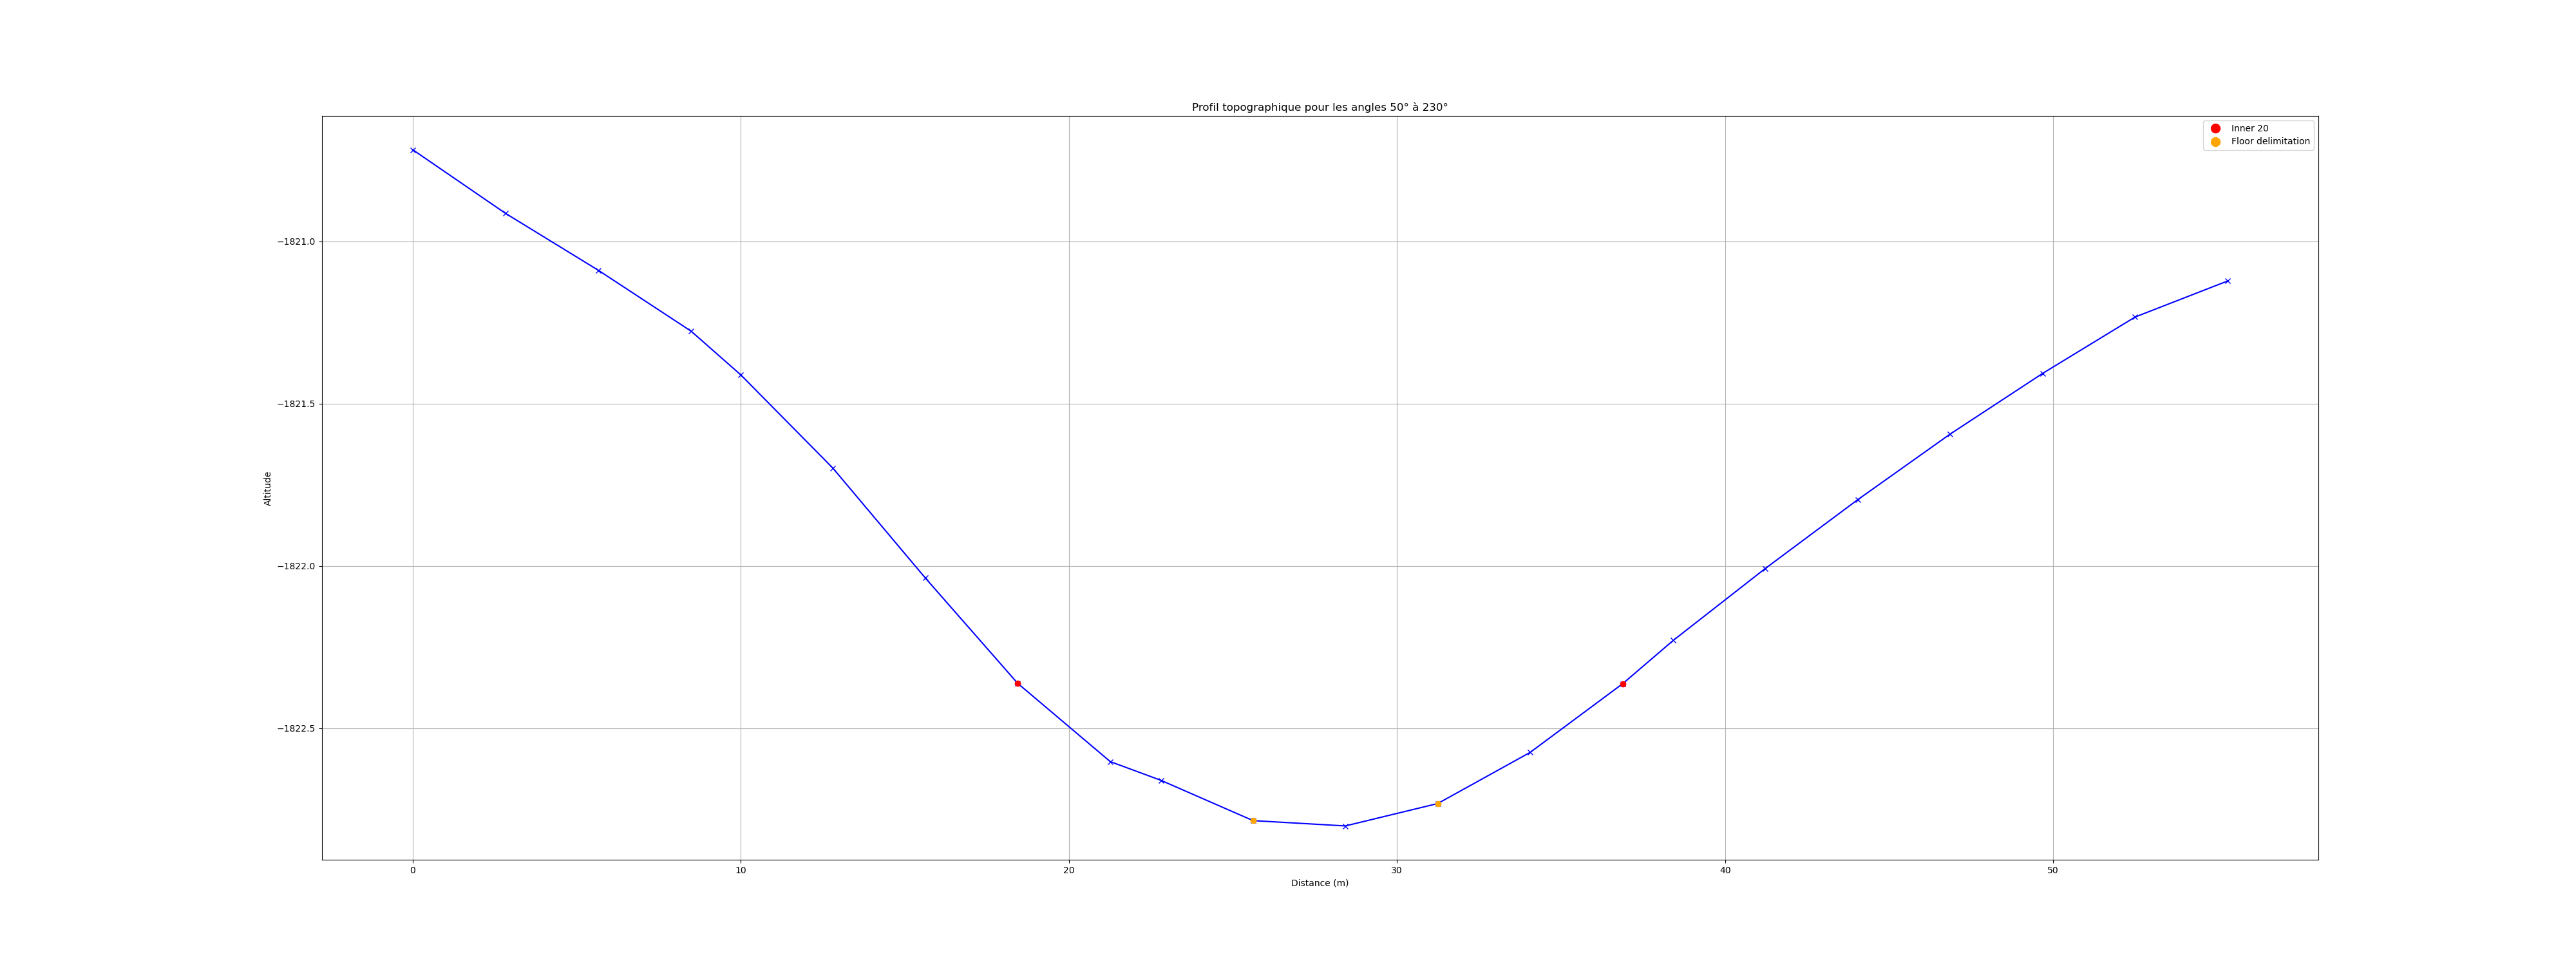 Profil topographique pour les angles 50° à 230°
Inner 20
Floor delimitation
−1821.0
−1821.5
−1822.0
−1822.5
Altitude
0 10 20 30 40 50
Distance (m)